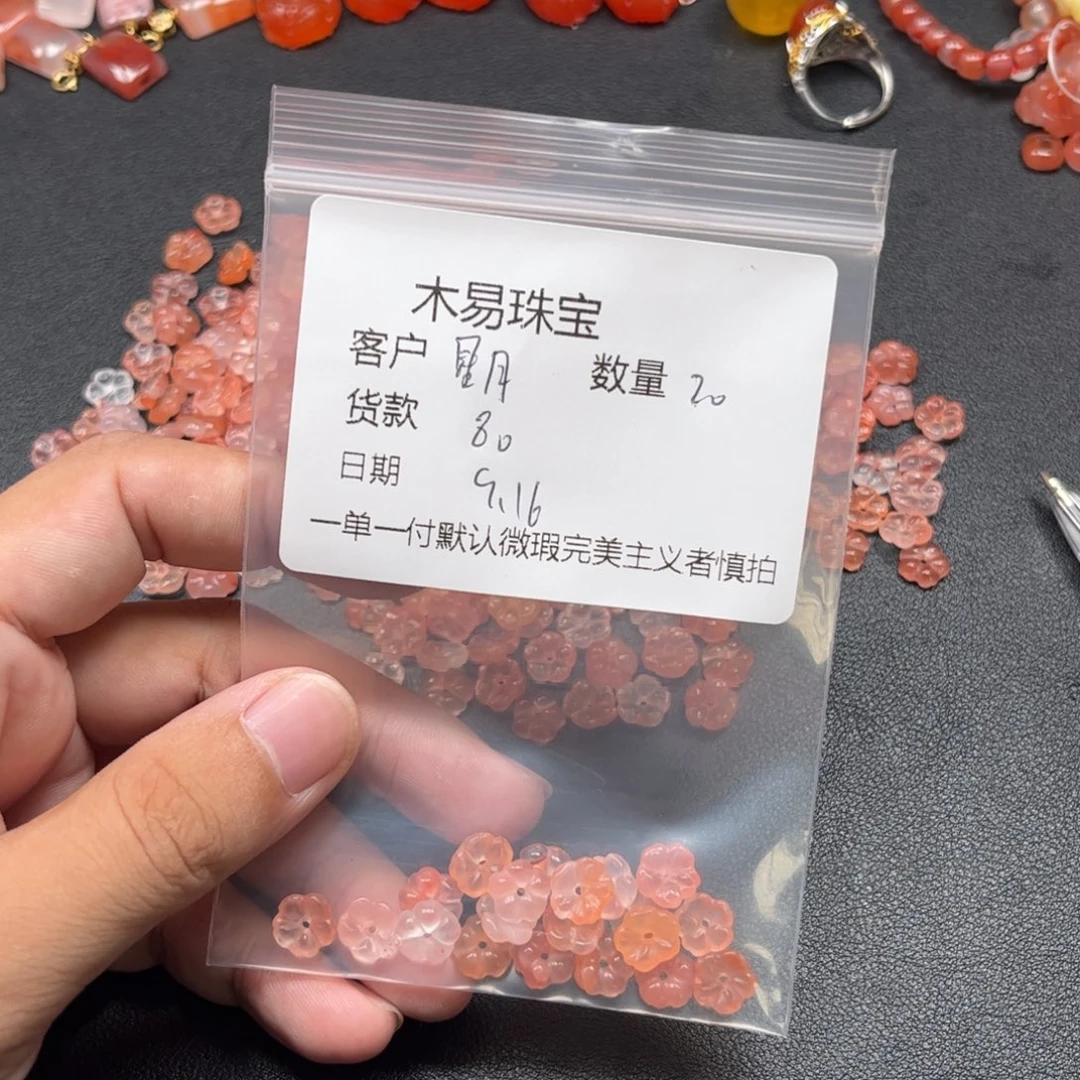 木易珠宝
客户 星月 数量 20
货款 80
日期 9.16
一单一付默认微瑕完美主义者慎拍